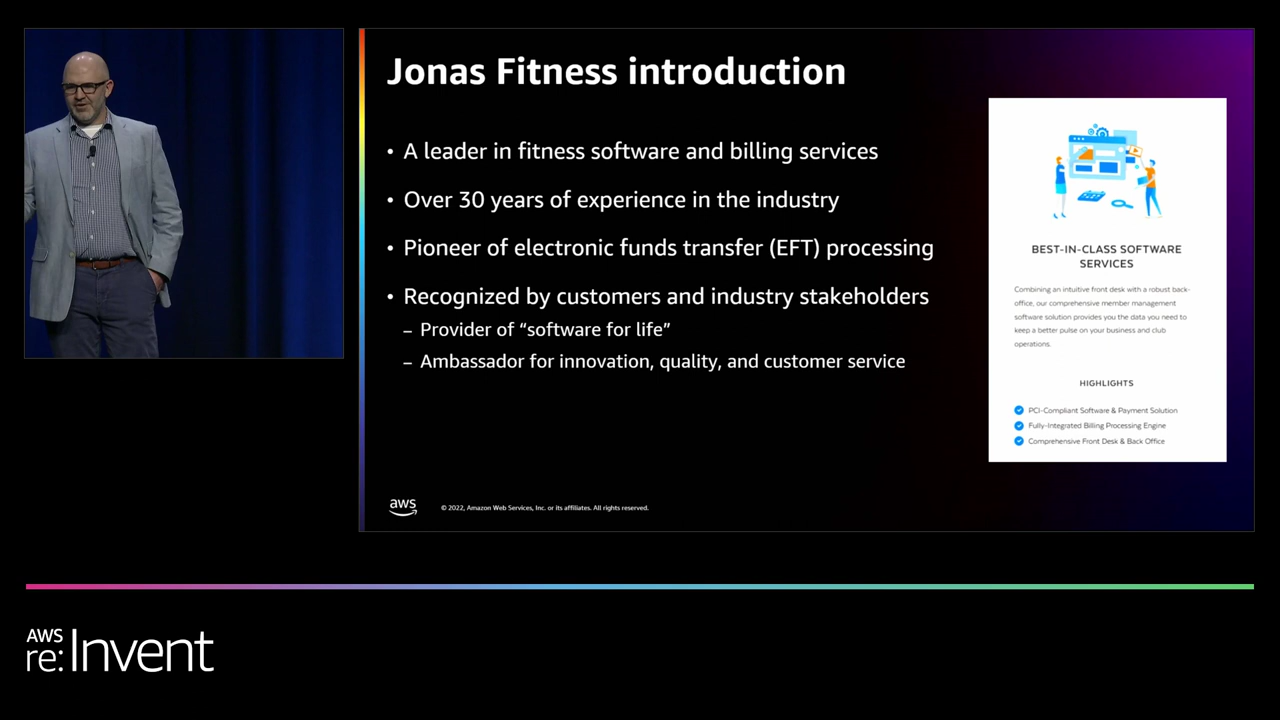 Jonas Fitness introduction
• A leader in fitness software and billing services
• Over 30 years of experience in the industry
• Pioneer of electronic funds transfer (EFT) processing
• Recognized by customers and industry stakeholders
– Provider of “software for life”
– Ambassador for innovation, quality, and customer service
BEST-IN-CLASS SOFTWARE
SERVICES
Combining an intuitive front desk with a robust back-
office, our comprehensive member management
software solution provides you the data you need to
keep a better pulse on your business and club
operations.
HIGHLIGHTS
PCI-Compliant Software & Payment Solution
Fully-Integrated Billing Processing Engine
Comprehensive Front Desk & Back Office
aws
© 2022, Amazon Web Services, Inc. or its affiliates. All rights reserved.
AWS
re:Invent